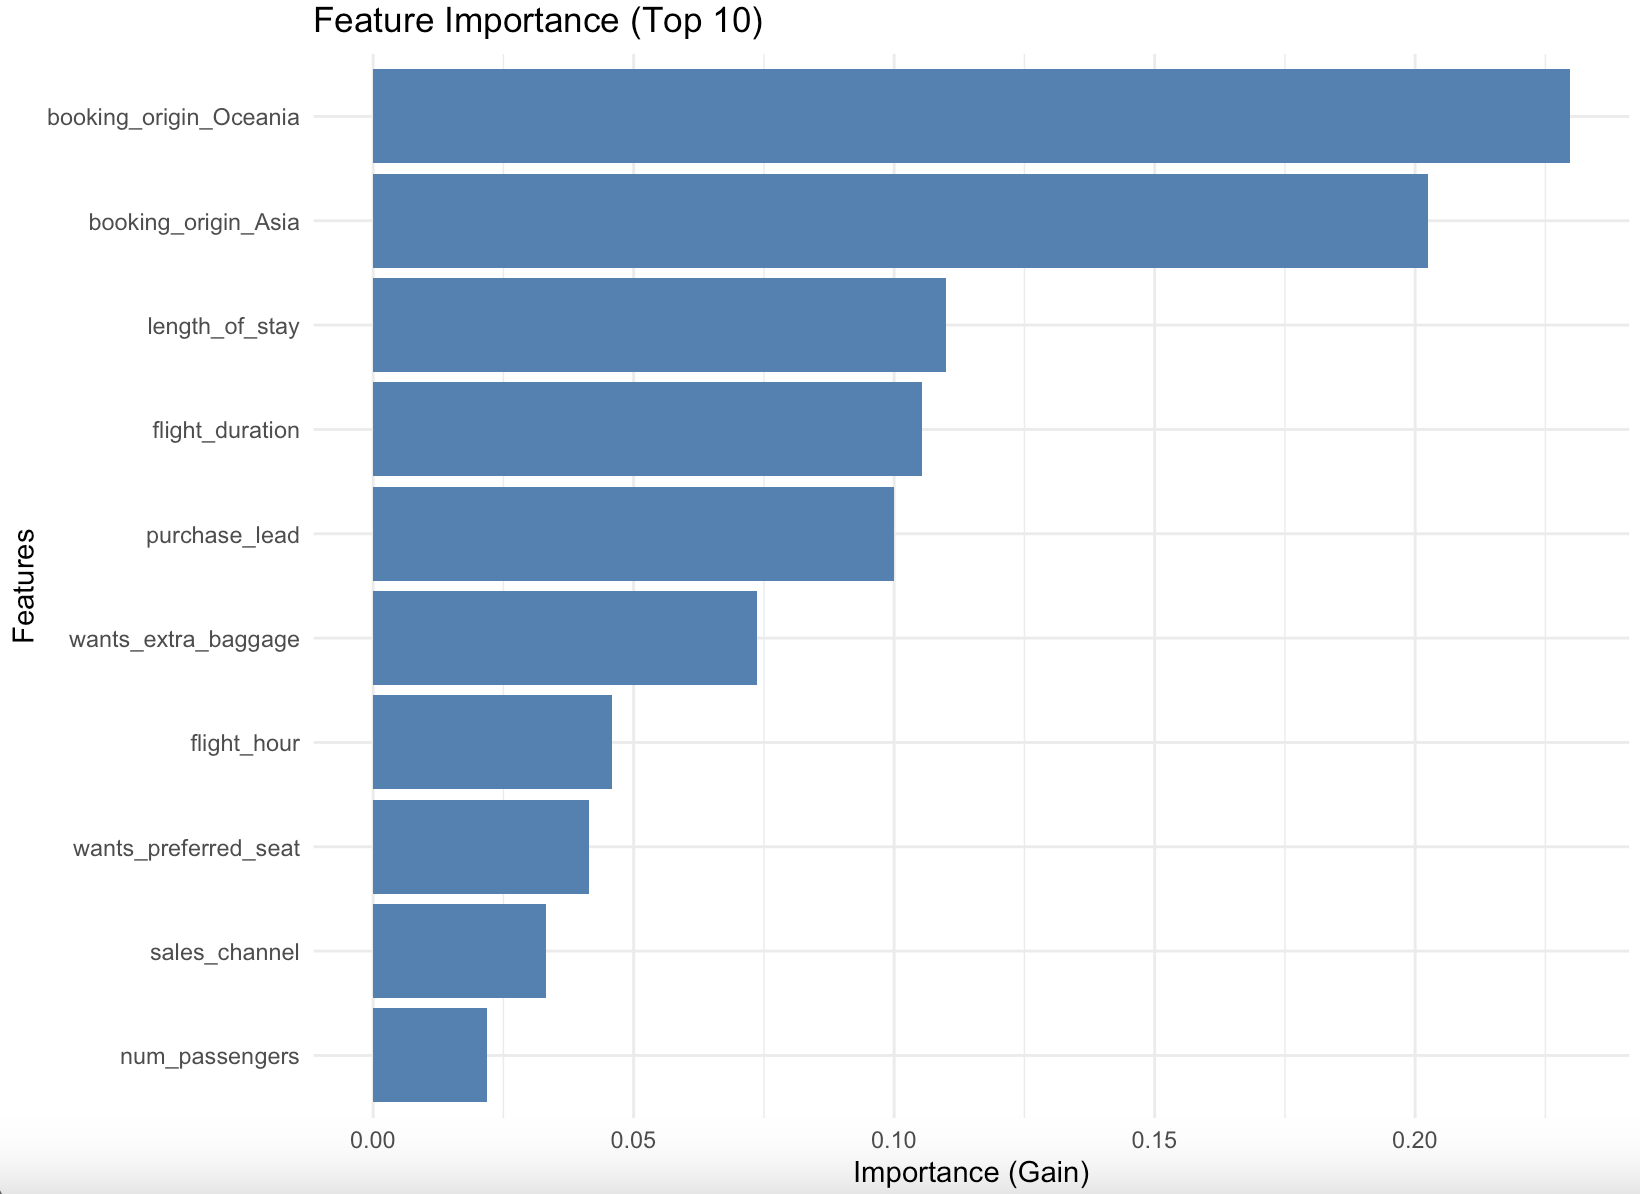 Feature Importance (Top 10)
booking_origin_Oceania
booking_origin_Asia
length_of_stay
flight_duration
purchase_lead
wants_extra_baggage
flight_hour
wants_preferred_seat
sales_channel
num_passengers
Features
0.00 0.05 0.10 0.15 0.20
Importance (Gain)